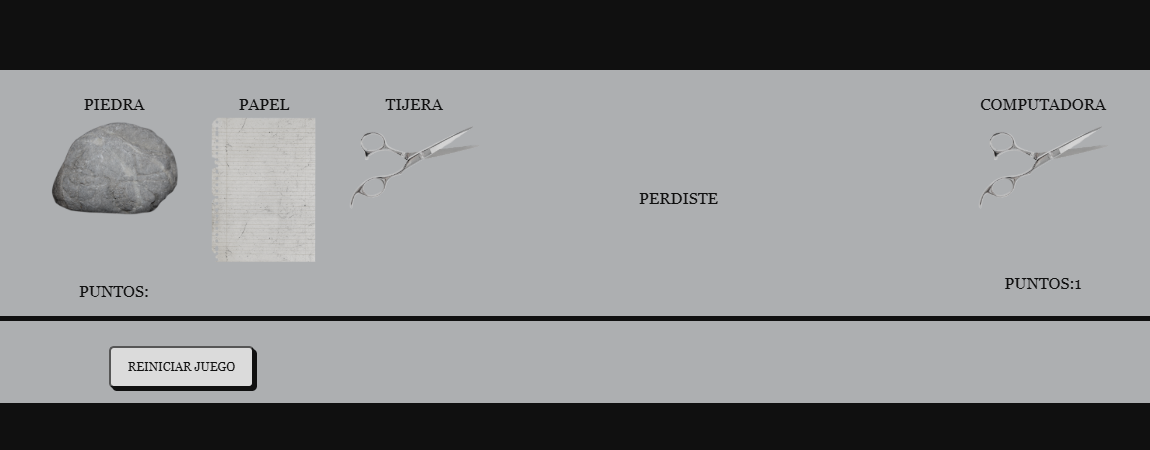 PIEDRA
PAPEL
TIJERA
COMPUTADORA
PERDISTE
PUNTOS:
PUNTOS:1
REINICIAR JUEGO